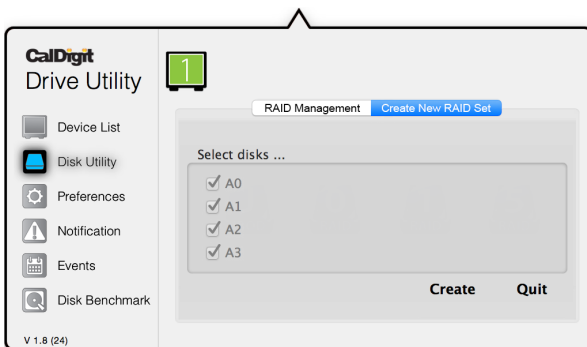 CalDigit
Drive Utility
1
RAID Management
Create New RAID Set
Device List
Disk Utility
Preferences
Notification
Events
Disk Benchmark
Select disks ...
A0
A1
A2
A3
Create
Quit
V 1.8 (24)